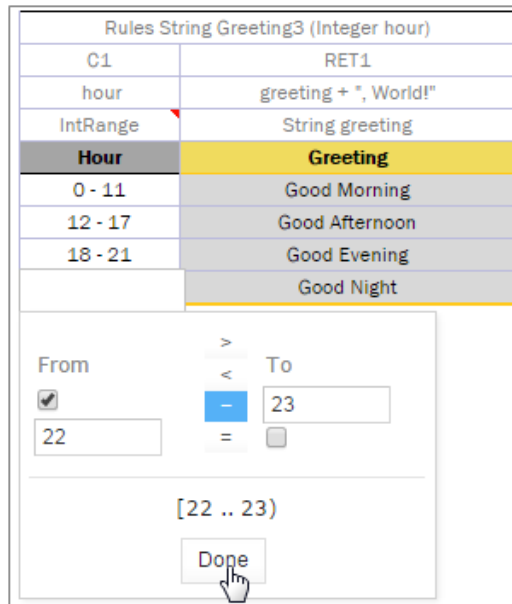 Rules String Greeting3 (Integer hour)
C1 RET1
hour greeting + ", World!"
IntRange String greeting
Hour Greeting
0 - 11 Good Morning
12 - 17 Good Afternoon
18 - 21 Good Evening
Good Night
>
From To
<
– 23
22 =
[22 .. 23)
Done